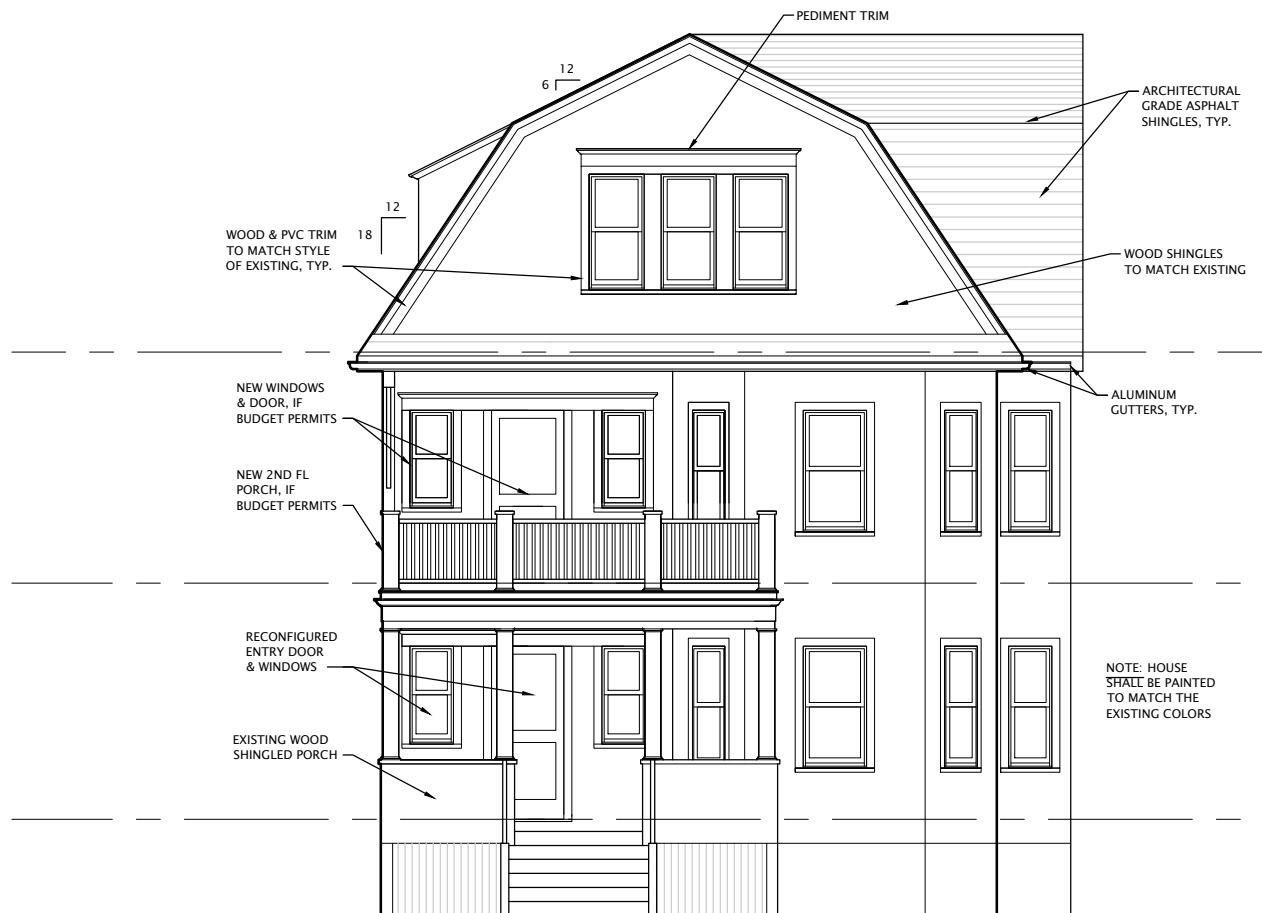 PEDIMENT TRIM
12
6
ARCHITECTURAL
GRADE ASPHALT
SHINGLES, TYP.
12
18
WOOD & PVC TRIM
TO MATCH STYLE
OF EXISTING, TYP.
WOOD SHINGLES
TO MATCH EXISTING
NEW WINDOWS
& DOOR, IF
BUDGET PERMITS
ALUMINUM
GUTTERS, TYP.
NEW 2ND FL
PORCH, IF
BUDGET PERMITS
RECONFIGURED
ENTRY DOOR
& WINDOWS
NOTE: HOUSE
SHALL BE PAINTED
TO MATCH THE
EXISTING COLORS
EXISTING WOOD
SHINGLED PORCH